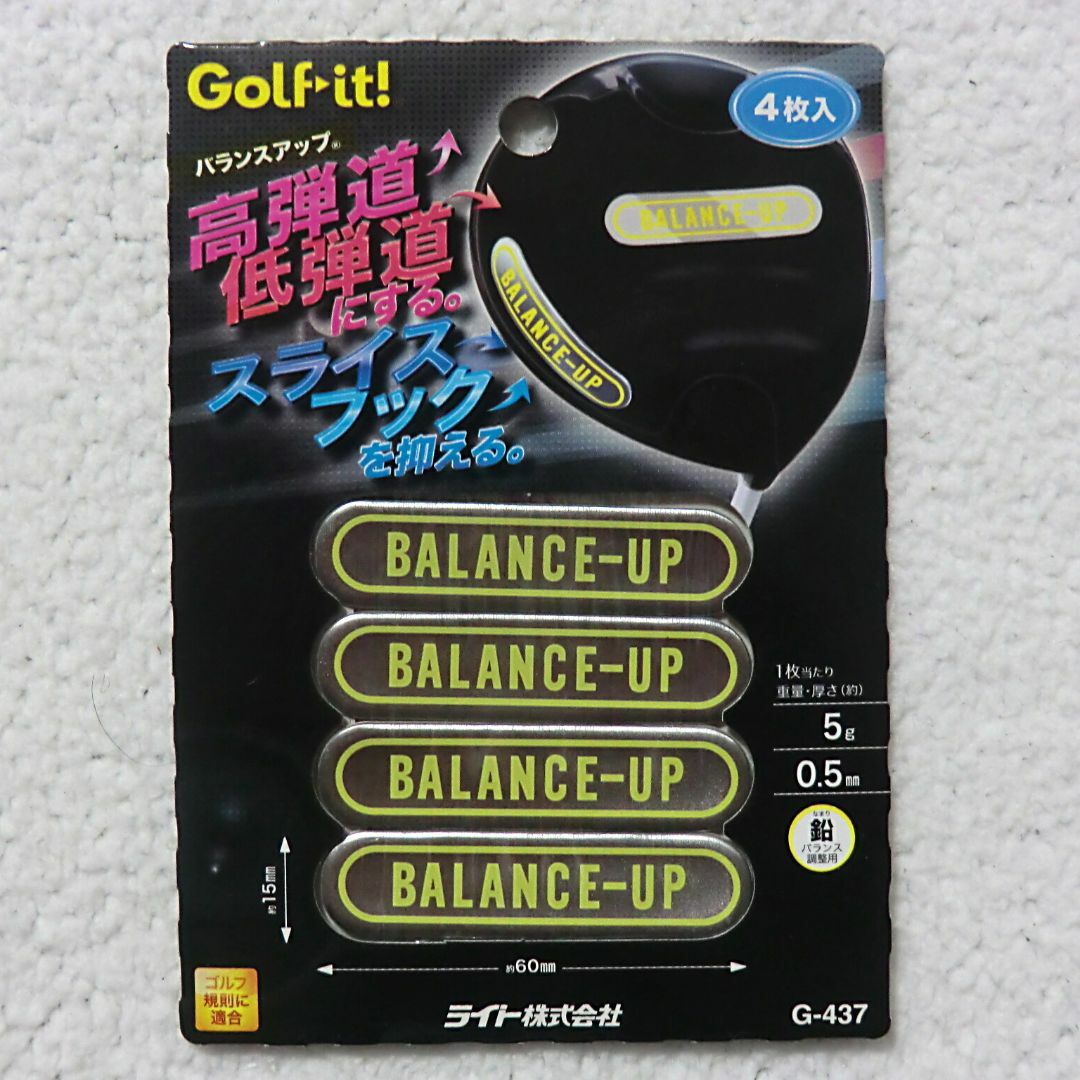 Golf▸it!
4枚入
バランスアップ®
高弾道
低弾道
にする。
スライス
フック
を抑える。
BALANCE-UP
BALANCE-UP
BALANCE-UP
BALANCE-UP
BALANCE-UP
BALANCE-UP
1枚当たり
重量・厚さ(約)
5g
0.5mm
なまり
鉛
バランス
調整用
約15mm
約60mm
ゴルフ
規則に
適合
ライト株式会社
G-437